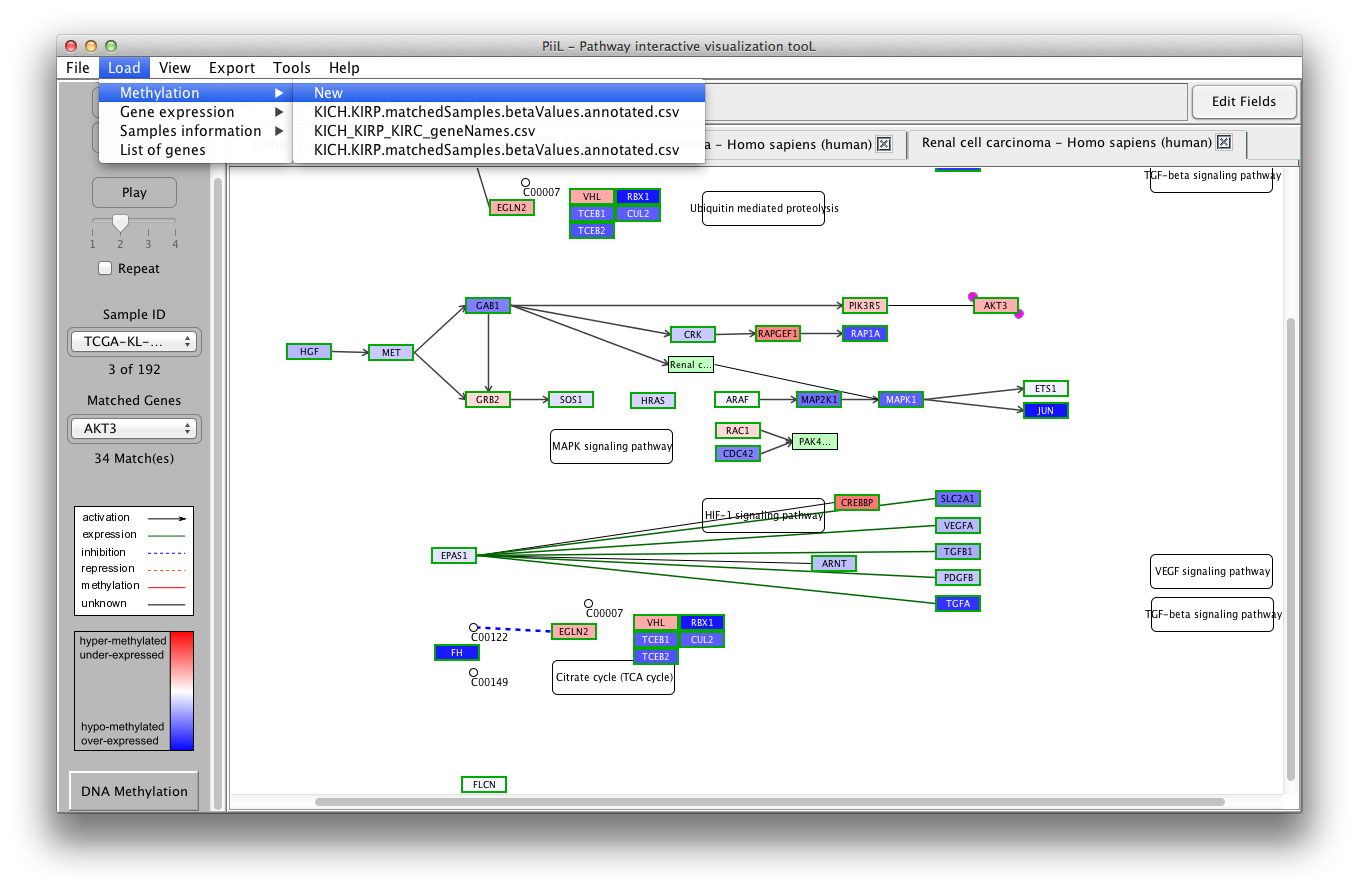 PiiL - Pathway interactive visualization tooL
File Load View Export Tools Help
Methylation
Gene expression
Samples information
List of genes
New
KICH.KIRP.matchedSamples.betaValues.annotated.csv
KICH_KIRP_KIRC_geneNames.csv
KICH.KIRP.matchedSamples.betaValues.annotated.csv
Edit Fields
ma - Homo sapiens (human)
Renal cell carcinoma - Homo sapiens (human)
Play
1 2 3 4
Repeat
Sample ID
TCGA-KL-...
3 of 192
Matched Genes
AKT3
34 Match(es)
activation
expression
inhibition
repression
methylation
unknown
hyper-methylated
under-expressed
hypo-methylated
over-expressed
DNA Methylation
TGF-beta signaling pathway
C00007
EGLN2
VHL RBX1
TCEB1 CUL2
TCEB2
Ubiquitin mediated proteolysis
GAB1
PIK3R5
AKT3
CRK
RAPGEF1
RAP1A
HGF
MET
Renal c...
GRB2
SOS1
HRAS
ARAF
MAP2K1
MAPK1
ETS1
JUN
RAC1
CDC42
PAK4...
MAPK signaling pathway
CREBBP
HIF-1 signaling pathway
SLC2A1
VEGFA
EPAS1
TGFB1
ARNT
PDGFB
TGFA
VEGF signaling pathway
TGF-beta signaling pathway
C00007
C00122
EGLN2
VHL RBX1
TCEB1 CUL2
TCEB2
FH
C00149
Citrate cycle (TCA cycle)
FLCN